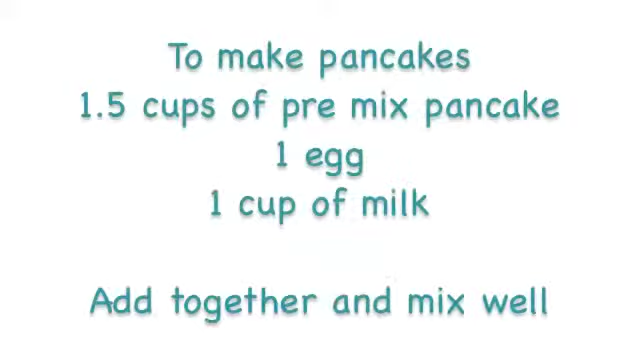 To make pancakes
1.5 cups of pre mix pancake
1 egg
1 cup of milk
Add together and mix well